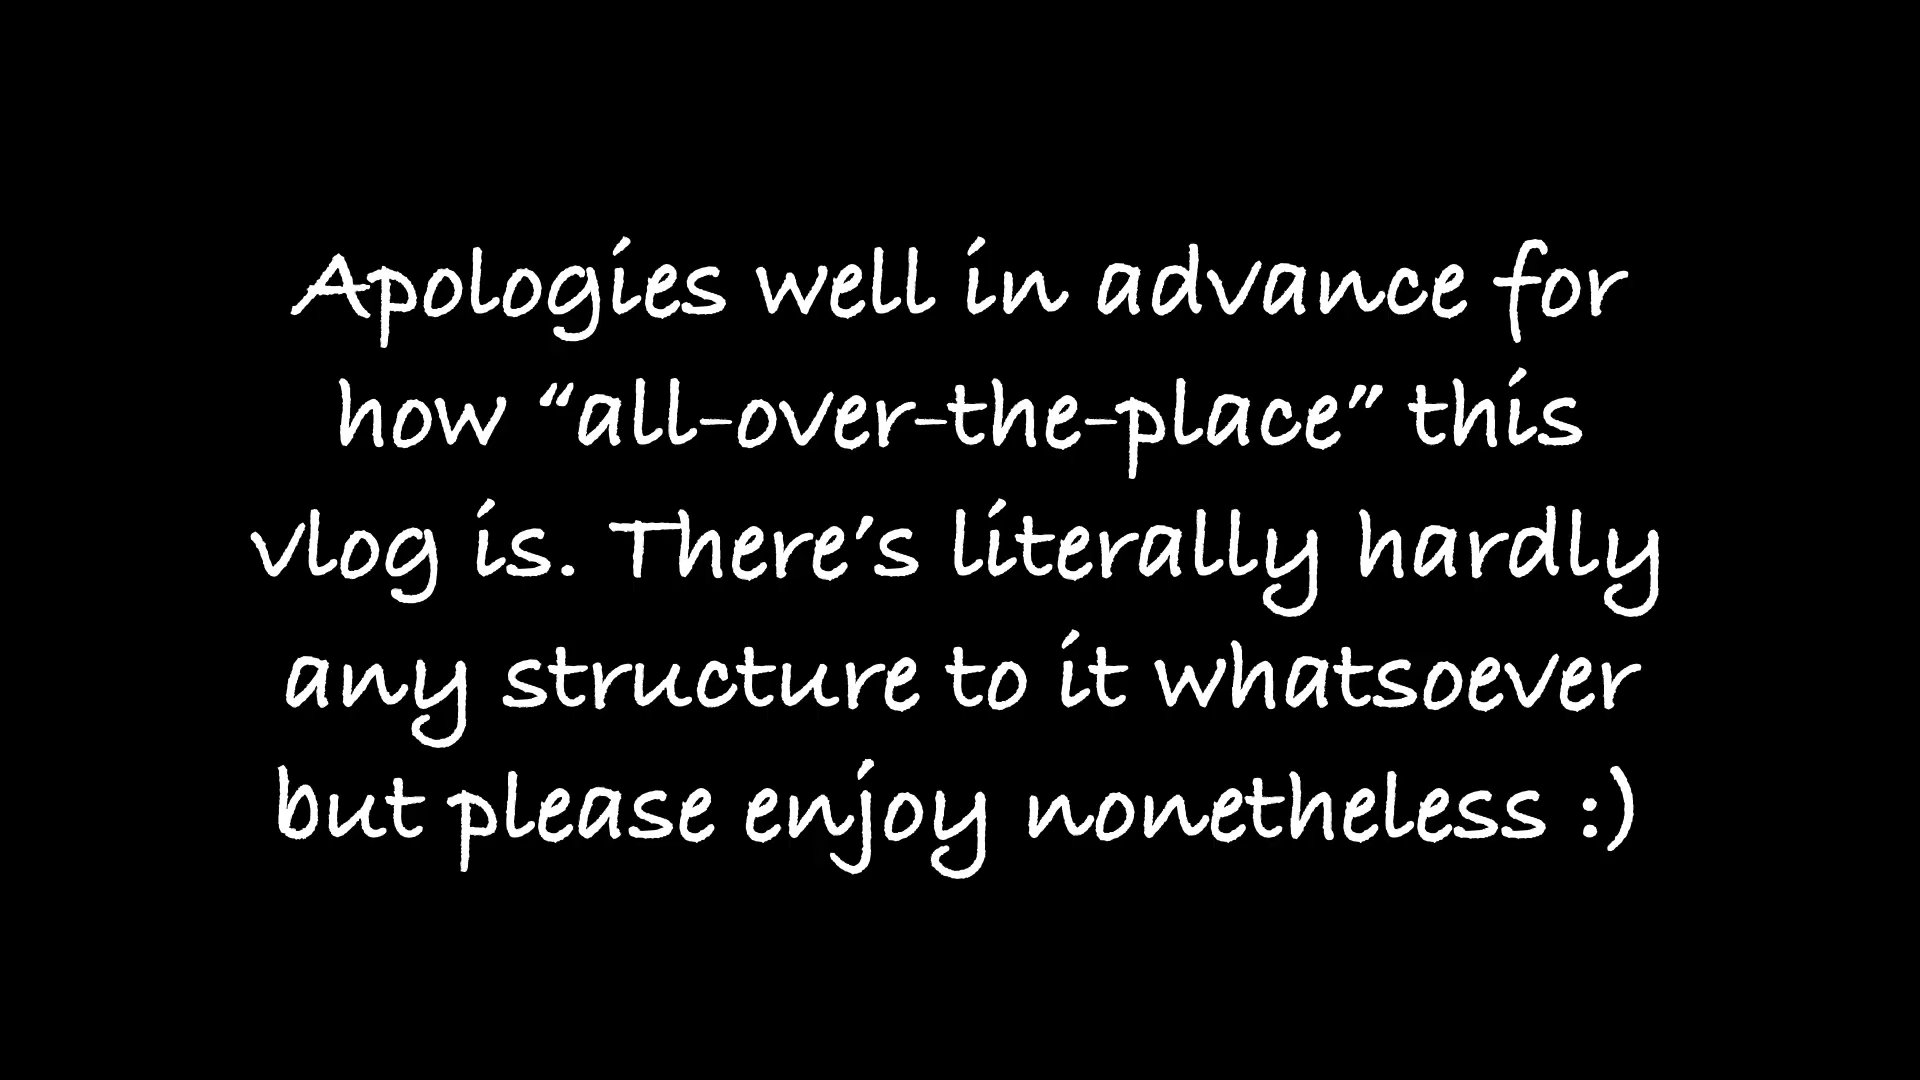 Apologies well in advance for
how “all-over-the-place” this
vlog is. There’s literally hardly
any structure to it whatsoever
but please enjoy nonetheless :)